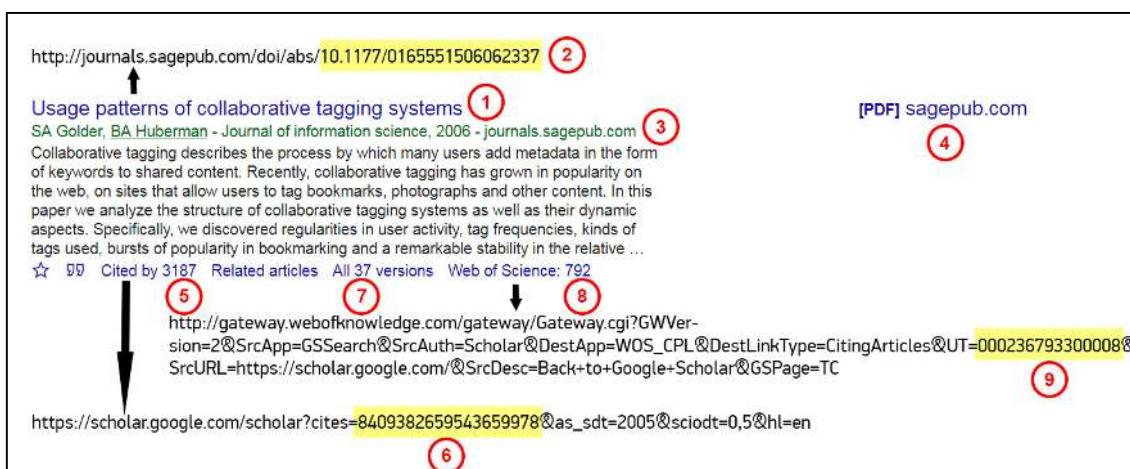 http://journals.sagepub.com/doi/abs/10.1177/0165551506062337 2
Usage patterns of collaborative tagging systems 1 [PDF] sagepub.com
SA Golder, BA Huberman - Journal of information science, 2006 - journals.sagepub.com 3 4
Collaborative tagging describes the process by which many users add metadata in the form
of keywords to shared content. Recently, collaborative tagging has grown in popularity on
the web, on sites that allow users to tag bookmarks, photographs and other content. In this
paper we analyze the structure of collaborative tagging systems as well as their dynamic
aspects. Specifically, we discovered regularities in user activity, tag frequencies, kinds of
tags used, bursts of popularity in bookmarking and a remarkable stability in the relative ...
Cited by 3187 Related articles All 37 versions Web of Science: 792
5 7 8
http://gateway.webofknowledge.com/gateway/Gateway.cgi?GWVer-
sion=2&SrcApp=GSSearch&SrcAuth=Scholar&DestApp=WOS_CPL&DestLinkType=CitingArticles&UT=000236793300008&
SrcURL=https://scholar.google.com/&SrcDesc=Back+to+Google+Scholar&GSPage=TC
9
https://scholar.google.com/scholar?cites=8409382659543659978&as_sdt=2005&sciodt=0,5&hl=en
6